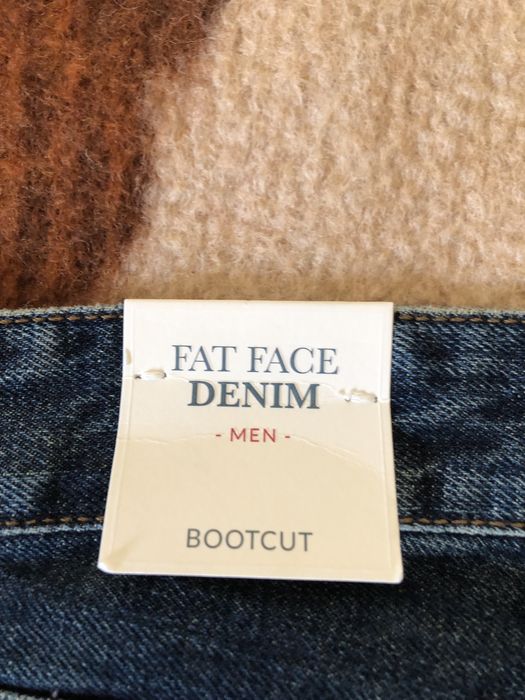 FAT FACE
DENIM
- MEN -
BOOTCUT